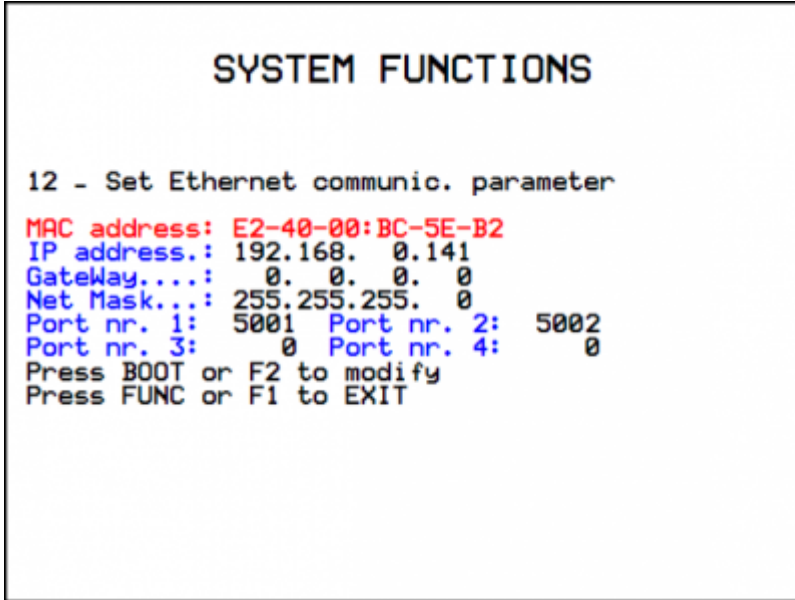 SYSTEM FUNCTIONS
12 - Set Ethernet communic. parameter
MAC address: E2-40-00:BC-5E-B2
IP address.: 192.168.  0.141
GateWay....:   0.  0.  0.  0
Net Mask...: 255.255.255.  0
Port nr. 1:  5001  Port nr. 2:  5002
Port nr. 3:     0  Port nr. 4:     0
Press BOOT or F2 to modify
Press FUNC or F1 to EXIT